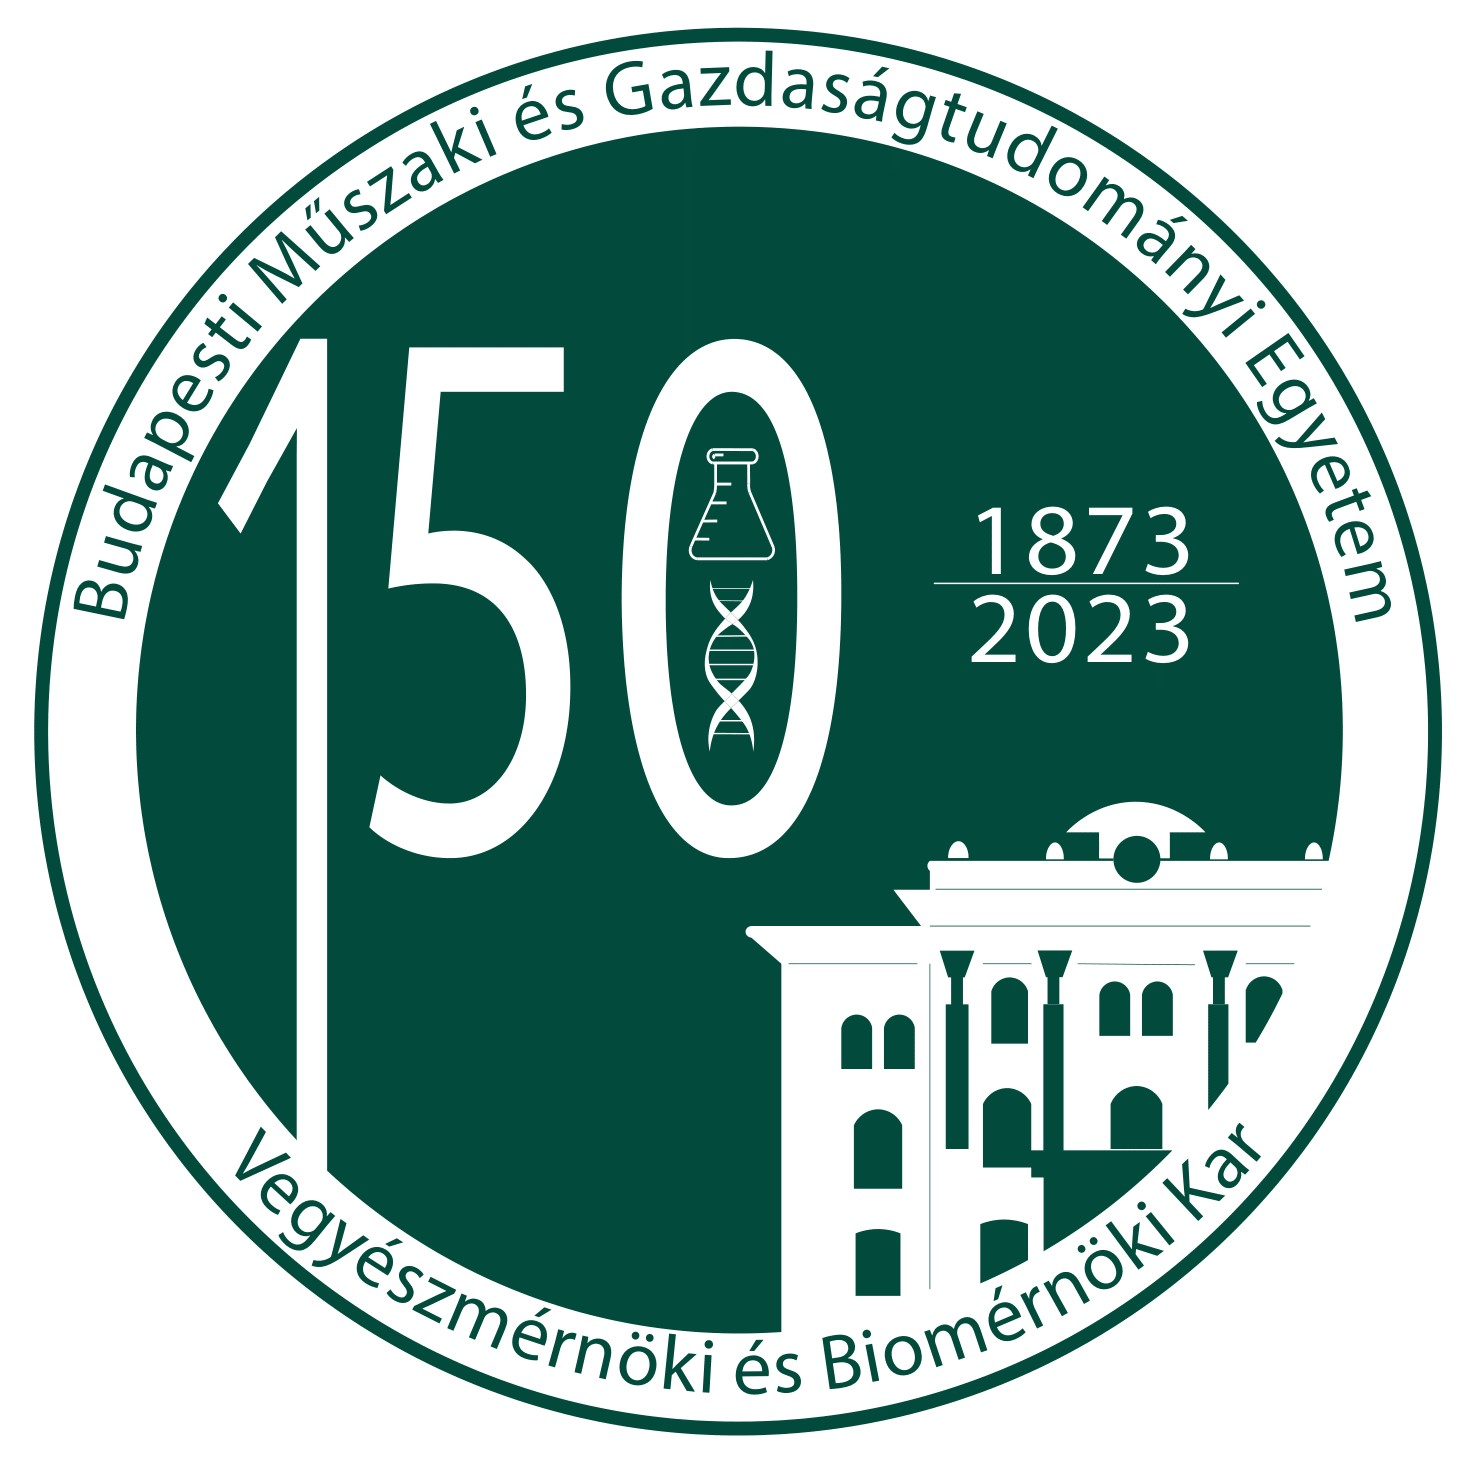 Budapesti Műszaki és Gazdaságtudományi Egyetem
150
1873
2023
Vegyészmérnöki és Biomérnöki Kar